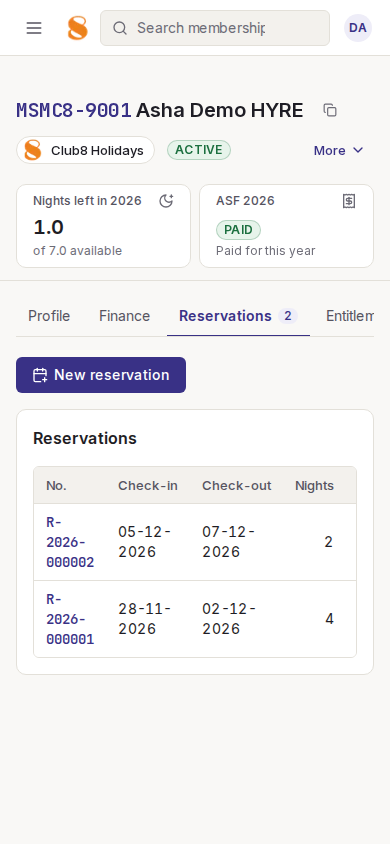 Search membership
DA
MSMC8-9001 Asha Demo HYRE
Club8 Holidays
ACTIVE
More
Nights left in 2026
1.0
of 7.0 available
ASF 2026
PAID
Paid for this year
Profile
Finance
Reservations 2
Entitlem
New reservation
Reservations
No.
Check-in
Check-out
Nights
R-
2026-
000002
05-12-
2026
07-12-
2026
2
R-
2026-
000001
28-11-
2026
02-12-
2026
4